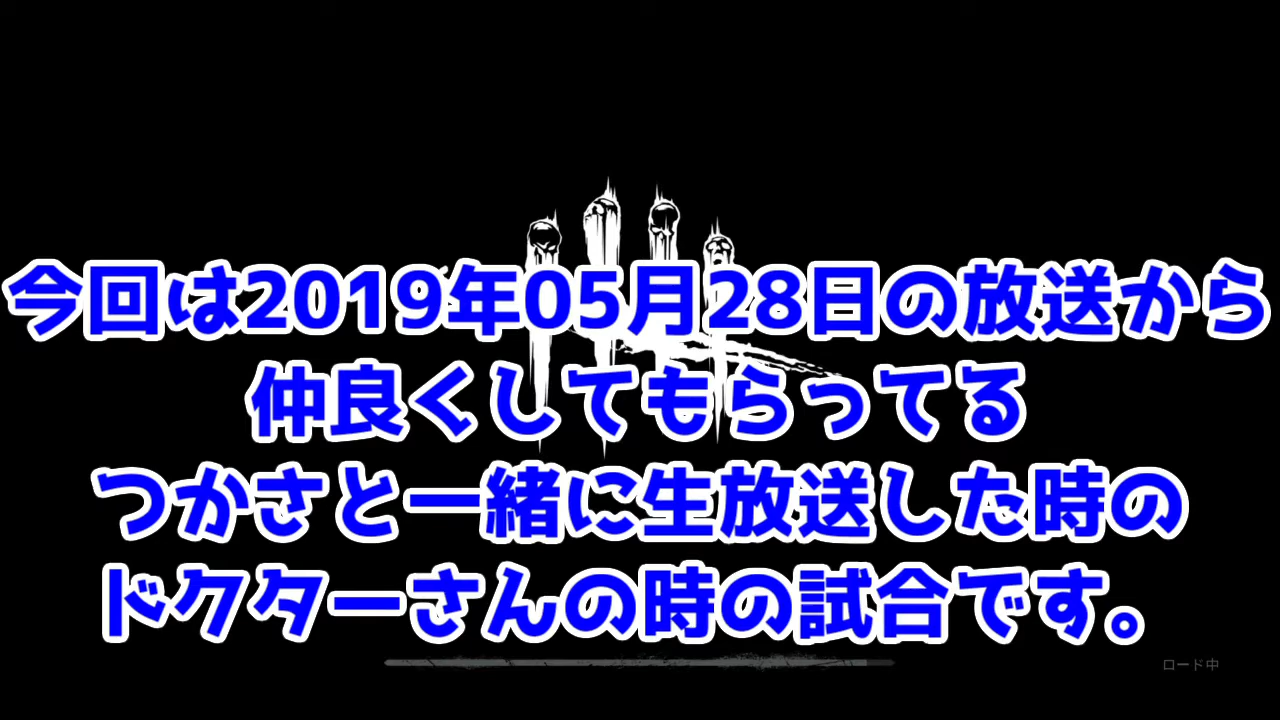 今回は2019年05月28日の放送から
仲良くしてもらってる
つかさと一緒に生放送した時の
ドクターさんの時の試合です。
ロード中